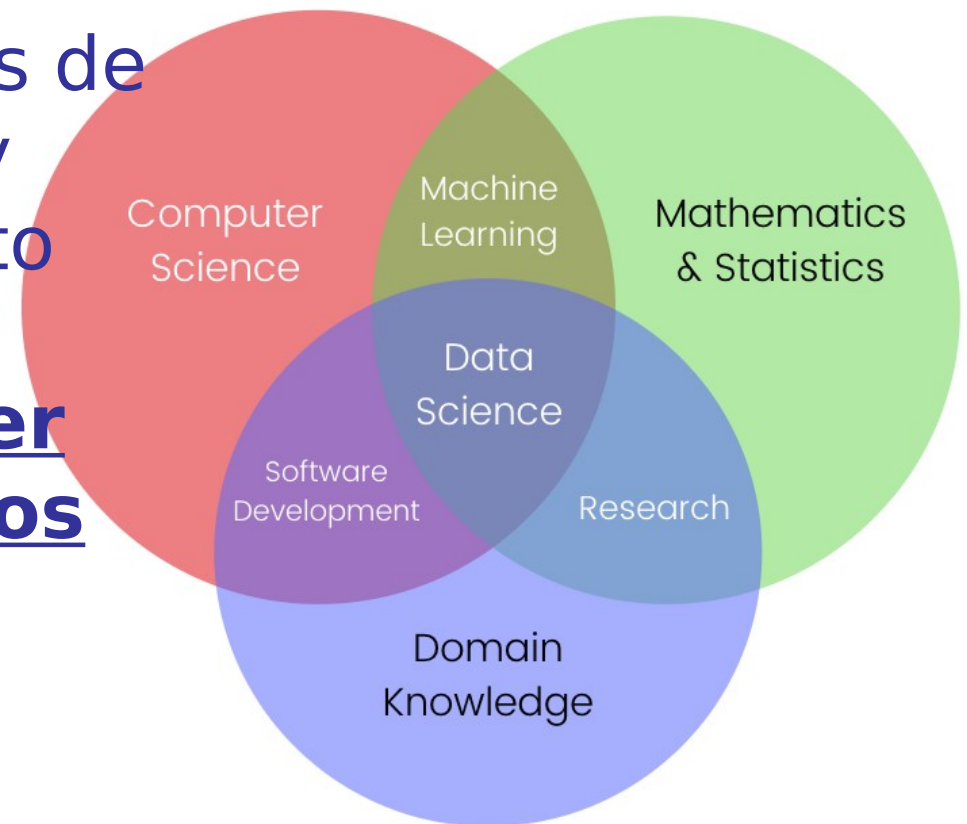 s de
y
to
er
os
Computer
Science
Machine
Learning
Mathematics
& Statistics
Data
Science
Software
Development
Research
Domain
Knowledge